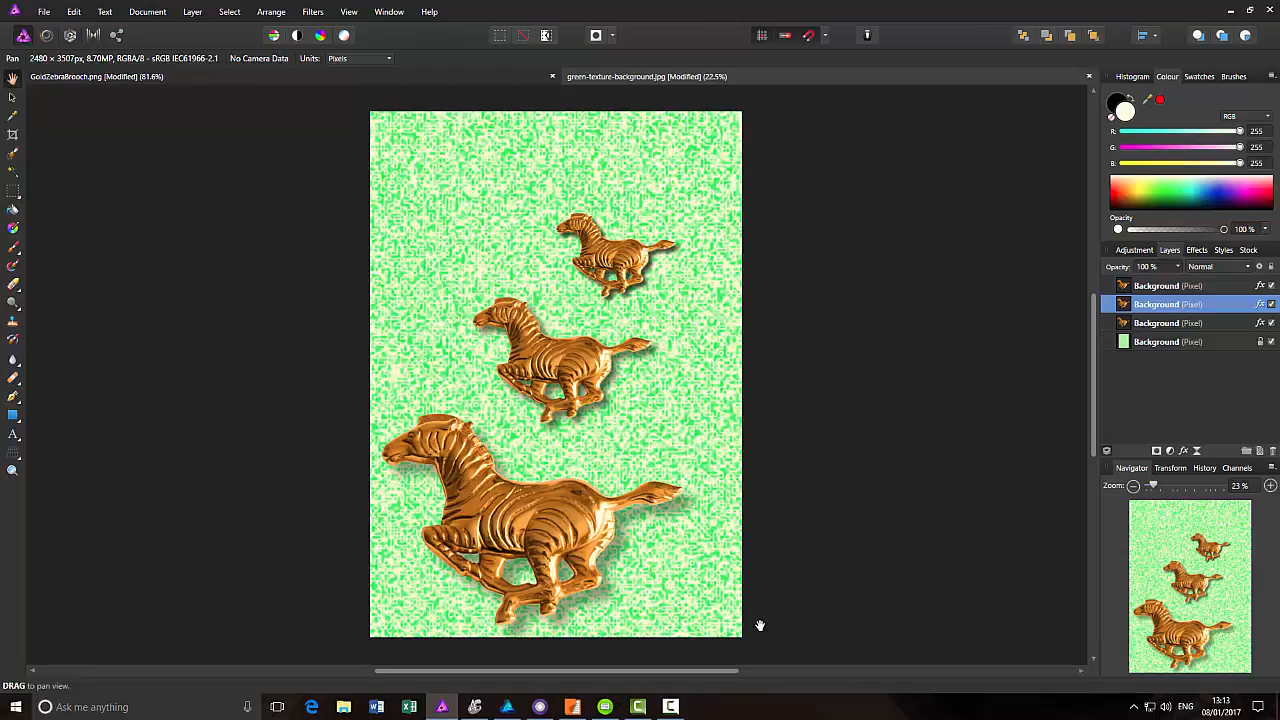 File Edit Text Document Layer Select Arrange Filters View Window Help
Pan 2480 × 3507px, 8.70MP, RGBA/8 - sRGB IEC61966-2.1 No Camera Data Units: Pixels
GoldZebraBrooch.png [Modified] (81.6%)
green-texture-background.jpg [Modified] (22.5%)
Histogram Colour Swatches Brushes
RGB
R: 255
G: 255
B: 255
Opacity
100 %
Adjustment Layers Effects Styles Stock
Opacity: 100 % Normal
Background (Pixel) fx
Background (Pixel) fx
Background (Pixel) fx
Background (Pixel)
Navigator Transform History Channels
Zoom: 23 %
DRAG to pan view.
Ask me anything
ENG
13:13
08/01/2017